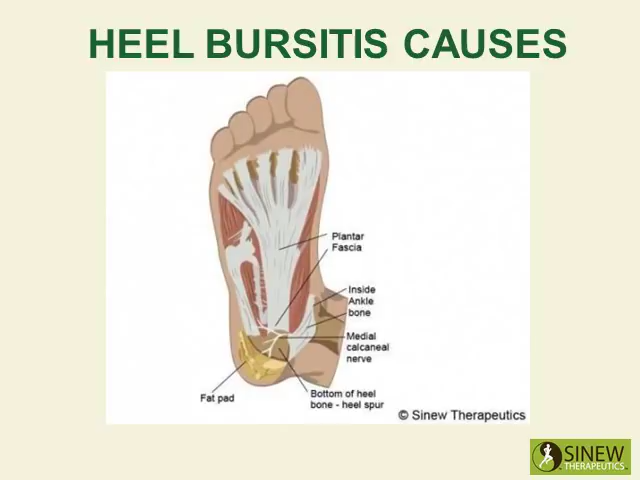 HEEL BURSITIS CAUSES
Plantar
Fascia
Inside
Ankle
bone
Medial
calcaneal
nerve
Fat pad
Bottom of heel
bone - heel spur
© Sinew Therapeutics
SINEW
THERAPEUTICS